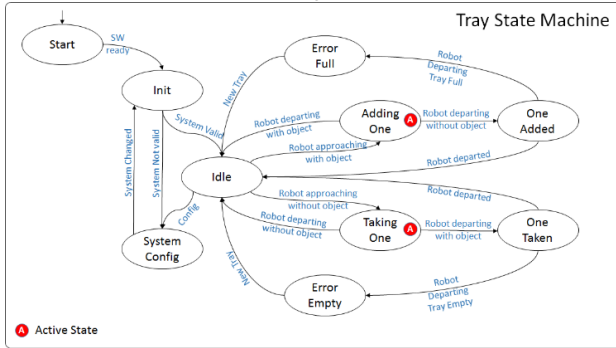 Tray State Machine
Start
SW
ready
Init
Error
Full
Robot
Departing
Tray Full
New Tray
System Valid
Robot departing
with object
Adding
One
A
Robot departing
without object
One
Added
Robot approaching
with object
Robot departed
System Changed
System Not valid
Idle
Config
Robot approaching
without object
Robot departed
Robot departing
without object
Taking
One
A
Robot departing
with object
One
Taken
System
Config
New Tray
Error
Empty
Robot
Departing
Tray Empty
A
Active State